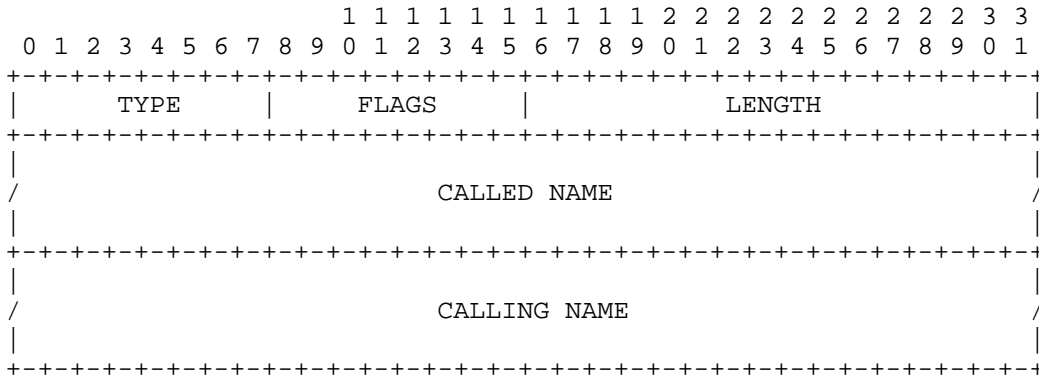 1 1 1 1 1 1 1 1 1 1 2 2 2 2 2 2 2 2 2 2 3 3
 0 1 2 3 4 5 6 7 8 9 0 1 2 3 4 5 6 7 8 9 0 1 2 3 4 5 6 7 8 9 0 1
+-+-+-+-+-+-+-+-+-+-+-+-+-+-+-+-+-+-+-+-+-+-+-+-+-+-+-+-+-+-+-+-+
|      TYPE     |     FLAGS     |            LENGTH             |
+-+-+-+-+-+-+-+-+-+-+-+-+-+-+-+-+-+-+-+-+-+-+-+-+-+-+-+-+-+-+-+-+
|                                                               |
/                          CALLED NAME                          /
|                                                               |
+-+-+-+-+-+-+-+-+-+-+-+-+-+-+-+-+-+-+-+-+-+-+-+-+-+-+-+-+-+-+-+-+
|                                                               |
/                          CALLING NAME                         /
|                                                               |
+-+-+-+-+-+-+-+-+-+-+-+-+-+-+-+-+-+-+-+-+-+-+-+-+-+-+-+-+-+-+-+-+